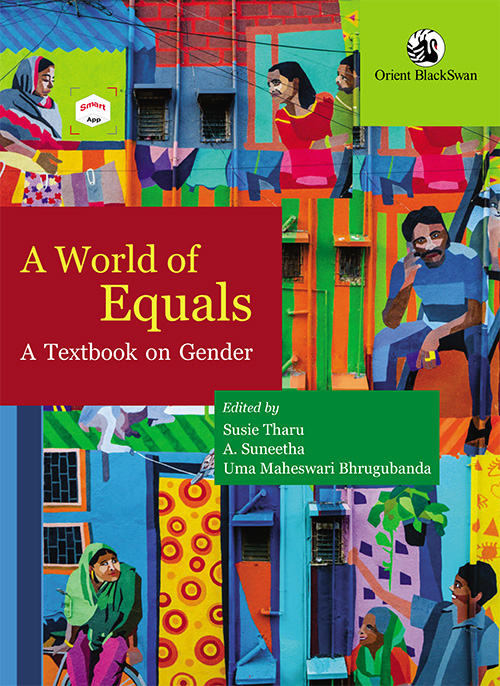 Orient BlackSwan
Smart
App
A World of
Equals
A Textbook on Gender
Edited by
Susie Tharu
A. Suneetha
Uma Maheswari Bhrugubanda